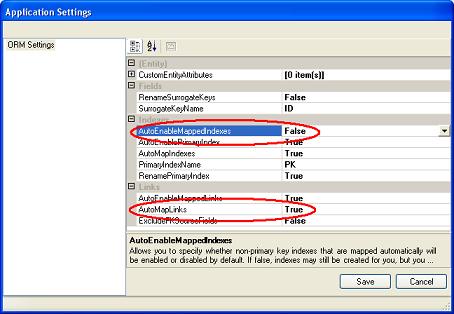 Application Settings
ORM Settings
(Entity)
CustomEntityAttributes [0 item(s)]
Fields
RenameSurrogateKeys False
SurrogateKeyName ID
Indexes
AutoEnableMappedIndexes False
AutoEnablePrimaryIndex True
AutoMapIndexes True
PrimaryIndexName PK
RenamePrimaryIndex True
Links
AutoEnableMappedLinks True
AutoMapLinks True
ExcludeFKSourceFields False
AutoEnableMappedIndexes
Allows you to specify whether non-primary key indexes that are mapped automatically will
be enabled or disabled by default. If false, indexes may still be created for you, but you ...
Save Cancel